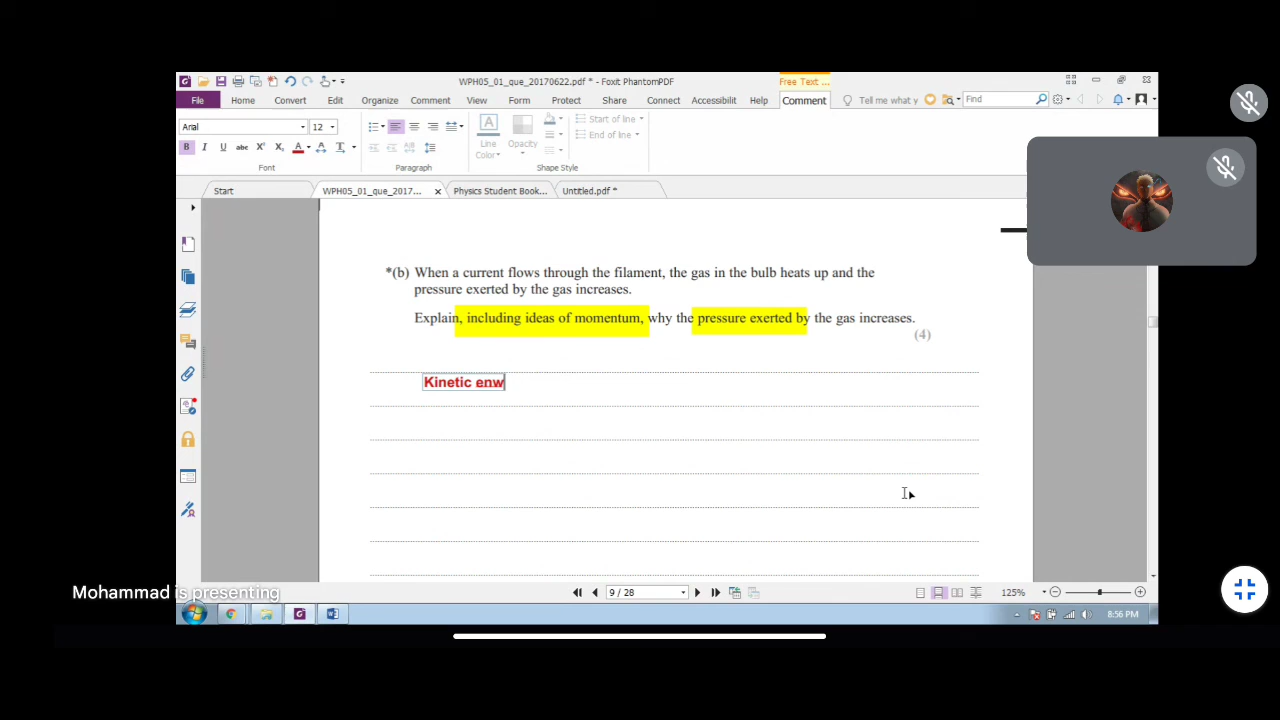 WPH05_01_que_20170622.pdf * - Foxit PhantomPDF
Free Text ...
File Home Convert Edit Organize Comment View Form Protect Share Connect Accessibilit Help Comment Tell me what y Find
Arial 12
Line Color
Opacity
Start of line
End of line
Font Paragraph Shape Style
Start WPH05_01_que_2017... Physics Student Book... Untitled.pdf *
*(b) When a current flows through the filament, the gas in the bulb heats up and the
pressure exerted by the gas increases.
Explain, including ideas of momentum, why the pressure exerted by the gas increases.
(4)
Kinetic enw
Mohammad is presenting
9 / 28
125%
8:56 PM